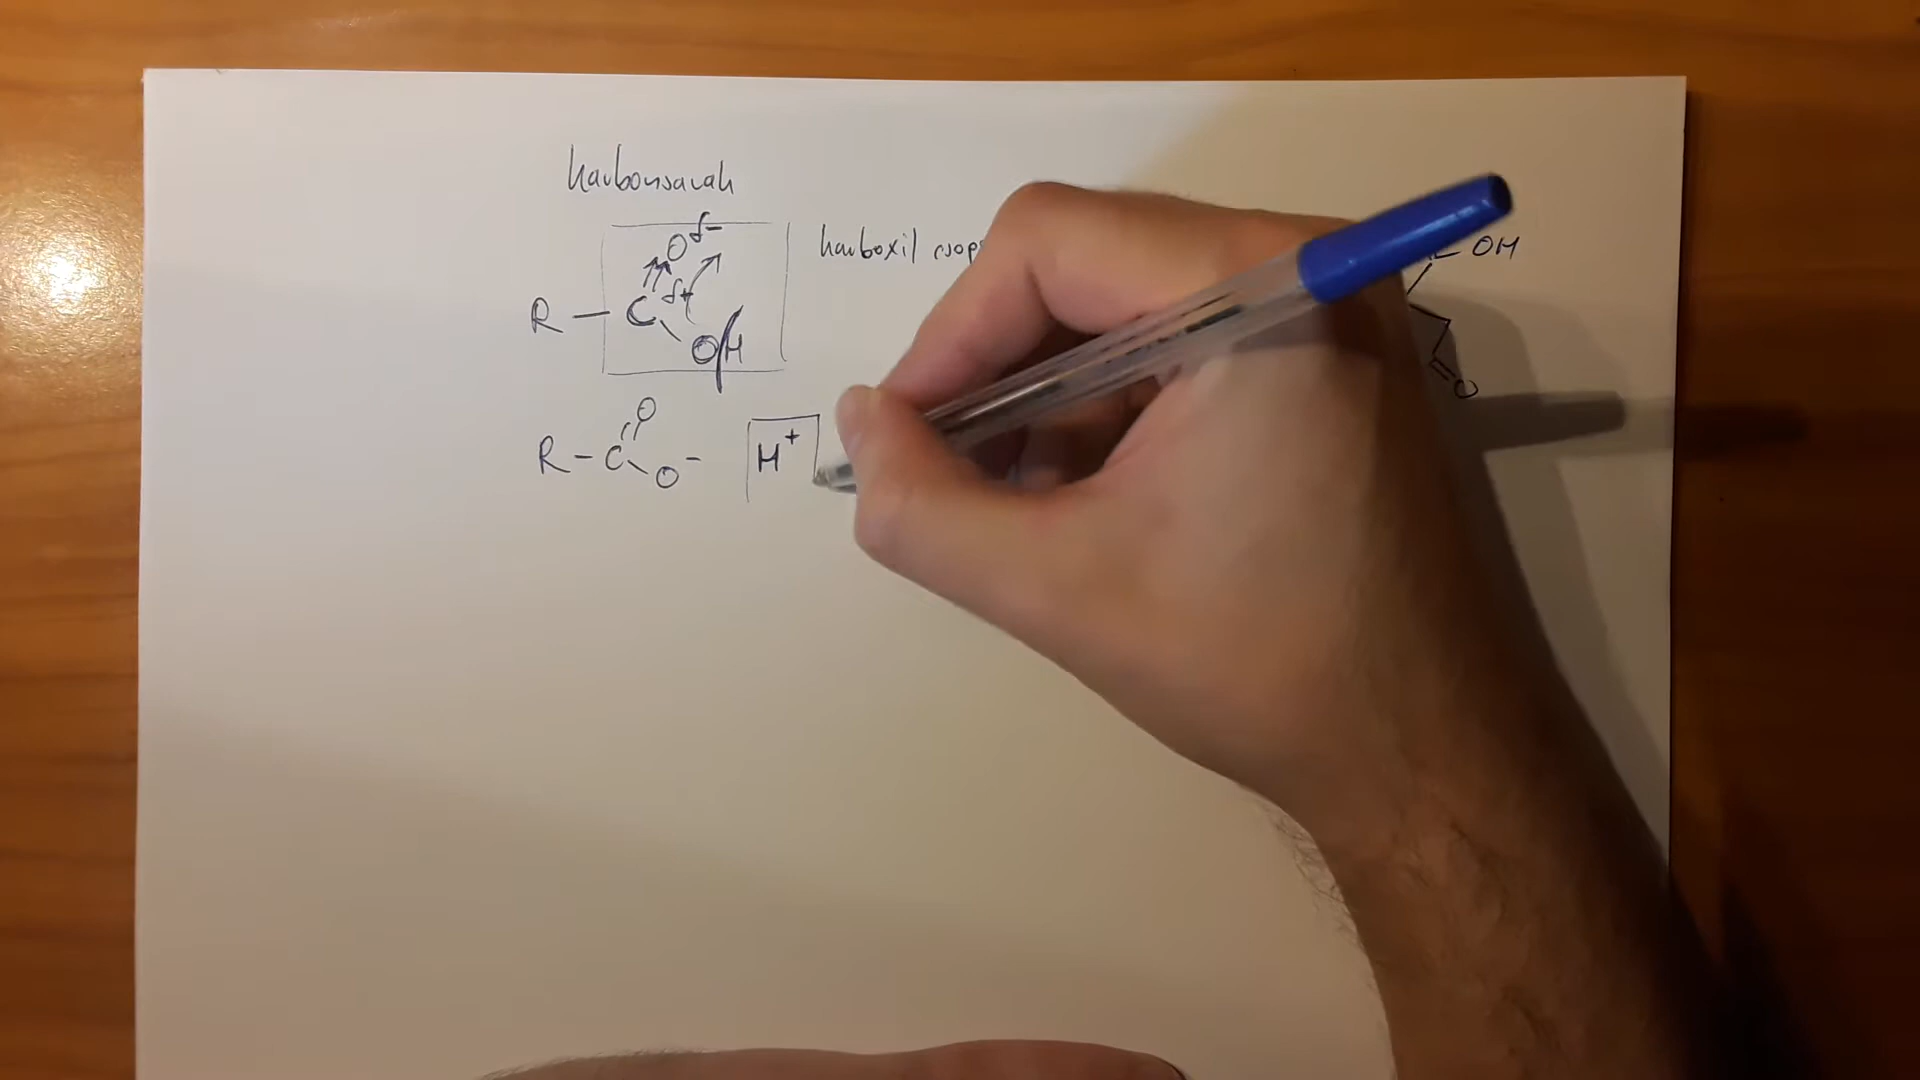 karbonsavak
O δ-
karboxil csop
OH
δ+
R - C
OH
O
O
R - C
H+
O -